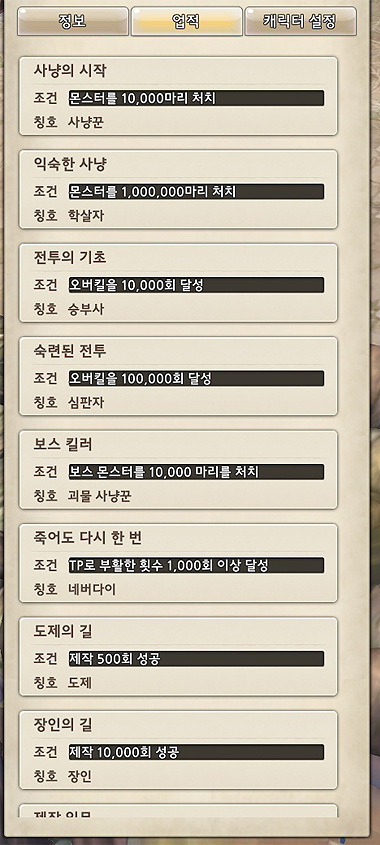 정보 업적 캐릭터 설정
사냥의 시작
조건 몬스터를 10,000마리 처치
칭호 사냥꾼
익숙한 사냥
조건 몬스터를 1,000,000마리 처치
칭호 학살자
전투의 기초
조건 오버킬을 10,000회 달성
칭호 승부사
숙련된 전투
조건 오버킬을 100,000회 달성
칭호 심판자
보스 킬러
조건 보스 몬스터를 10,000 마리를 처치
칭호 괴물 사냥꾼
죽어도 다시 한 번
조건 TP로 부활한 횟수 1,000회 이상 달성
칭호 네버다이
도제의 길
조건 제작 500회 성공
칭호 도제
장인의 길
조건 제작 10,000회 성공
칭호 장인
제작